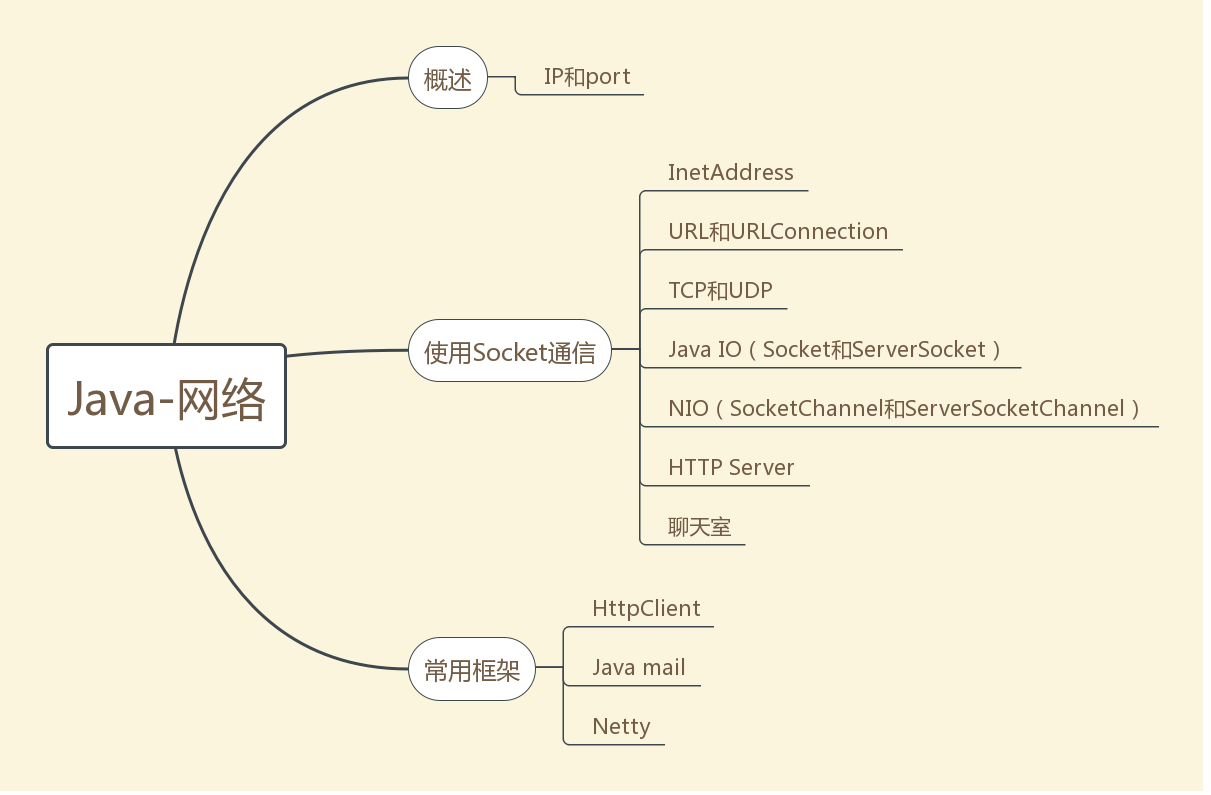 概述
IP和port
InetAddress
URL和URLConnection
TCP和UDP
使用Socket通信
Java IO（Socket和ServerSocket）
Java-网络
NIO（SocketChannel和ServerSocketChannel）
HTTP Server
聊天室
HttpClient
常用框架
Java mail
Netty